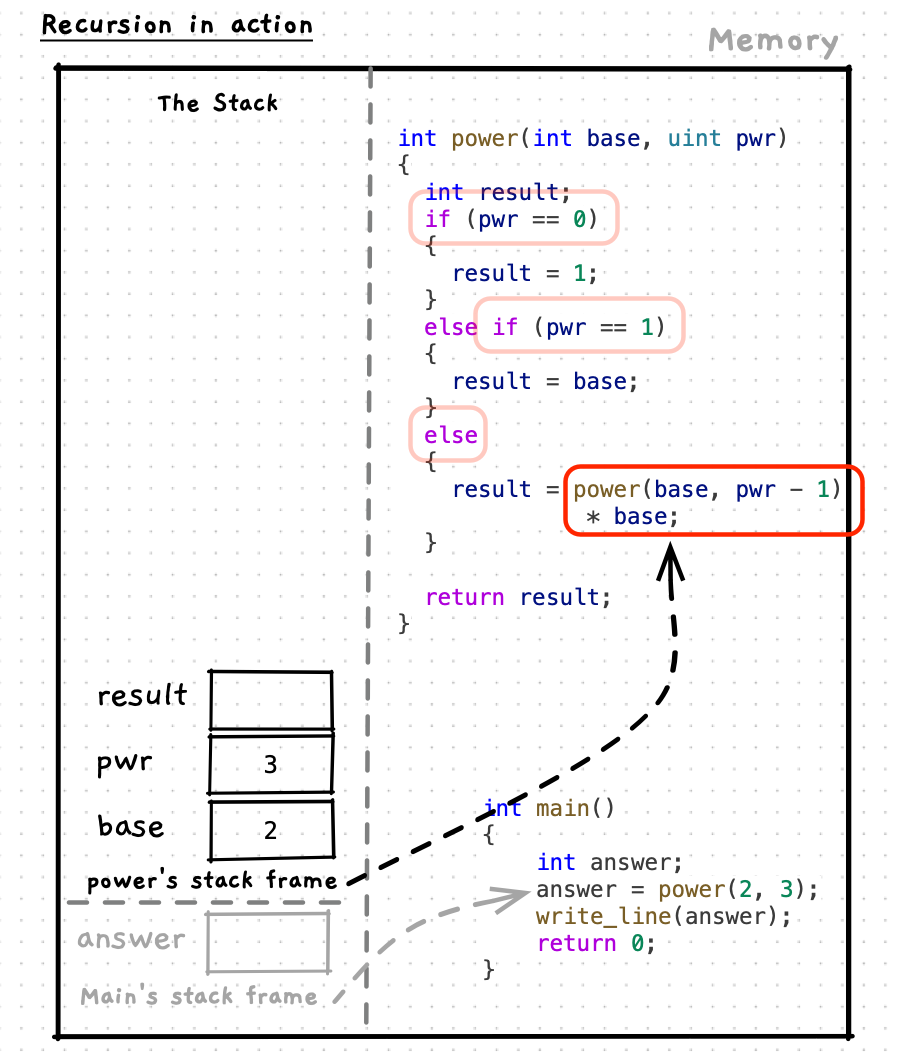 Recursion in action
Memory
The Stack
int power(int base, uint pwr)
{
int result;
if (pwr == 0)
{
result = 1;
}
else if (pwr == 1)
{
result = base;
}
else
{
result = power(base, pwr - 1)
* base;
}
return result;
}
result
pwr 3
base 2
power's stack frame
answer
Main's stack frame
int main()
{
int answer;
answer = power(2, 3);
write_line(answer);
return 0;
}